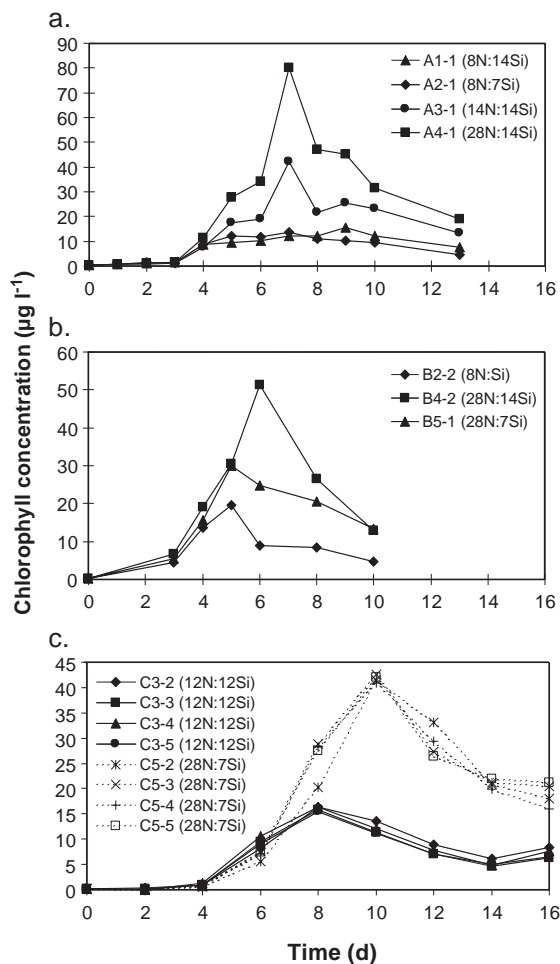 a.
90
80
70
60
50
40
30
20
10
0
0 2 4 6 8 10 12 14 16
A1-1 (8N:14Si)
A2-1 (8N:7Si)
A3-1 (14N:14Si)
A4-1 (28N:14Si)
b.
60
50
40
30
20
10
0
0 2 4 6 8 10 12 14 16
B2-2 (8N:Si)
B4-2 (28N:14Si)
B5-1 (28N:7Si)
Chlorophyll concentration (µg l⁻¹)
c.
45
40
35
30
25
20
15
10
5
0
0 2 4 6 8 10 12 14 16
C3-2 (12N:12Si)
C3-3 (12N:12Si)
C3-4 (12N:12Si)
C3-5 (12N:12Si)
C5-2 (28N:7Si)
C5-3 (28N:7Si)
C5-4 (28N:7Si)
C5-5 (28N:7Si)
Time (d)